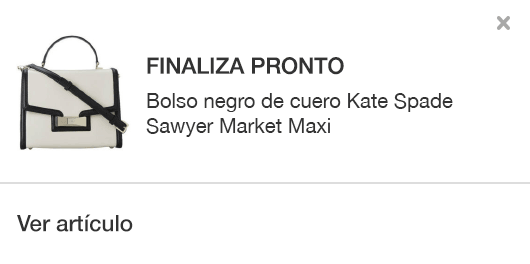 FINALIZA PRONTO
Bolso negro de cuero Kate Spade
Sawyer Market Maxi
Ver artículo